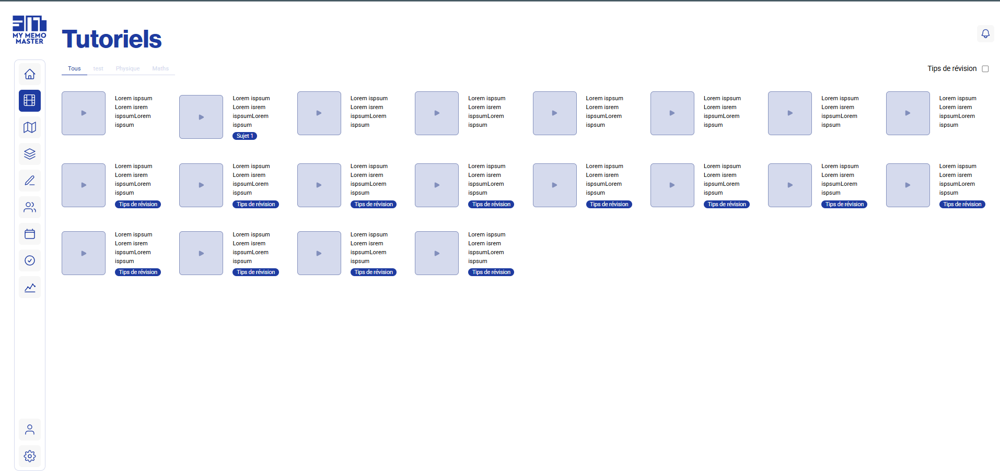 MY MEMO
MASTER
Tutoriels
Tous test Physique Maths
Tips de révision
Lorem ispsum
Lorem isrem
ispsumLorem
ispsum
Lorem ispsum
Lorem isrem
ispsumLorem
ispsum
Sujet 1
Lorem ispsum
Lorem isrem
ispsumLorem
ispsum
Lorem ispsum
Lorem isrem
ispsumLorem
ispsum
Lorem ispsum
Lorem isrem
ispsumLorem
ispsum
Lorem ispsum
Lorem isrem
ispsumLorem
ispsum
Lorem ispsum
Lorem isrem
ispsumLorem
ispsum
Lorem ispsum
Lorem isrem
ispsumLorem
ispsum
Lorem ispsum
Lorem isrem
ispsumLorem
ispsum
Tips de révision
Lorem ispsum
Lorem isrem
ispsumLorem
ispsum
Tips de révision
Lorem ispsum
Lorem isrem
ispsumLorem
ispsum
Tips de révision
Lorem ispsum
Lorem isrem
ispsumLorem
ispsum
Tips de révision
Lorem ispsum
Lorem isrem
ispsumLorem
ispsum
Tips de révision
Lorem ispsum
Lorem isrem
ispsumLorem
ispsum
Tips de révision
Lorem ispsum
Lorem isrem
ispsumLorem
ispsum
Tips de révision
Lorem ispsum
Lorem isrem
ispsumLorem
ispsum
Tips de révision
Lorem ispsum
Lorem isrem
ispsumLorem
ispsum
Tips de révision
Lorem ispsum
Lorem isrem
ispsumLorem
ispsum
Tips de révision
Lorem ispsum
Lorem isrem
ispsumLorem
ispsum
Tips de révision
Lorem ispsum
Lorem isrem
ispsumLorem
ispsum
Tips de révision